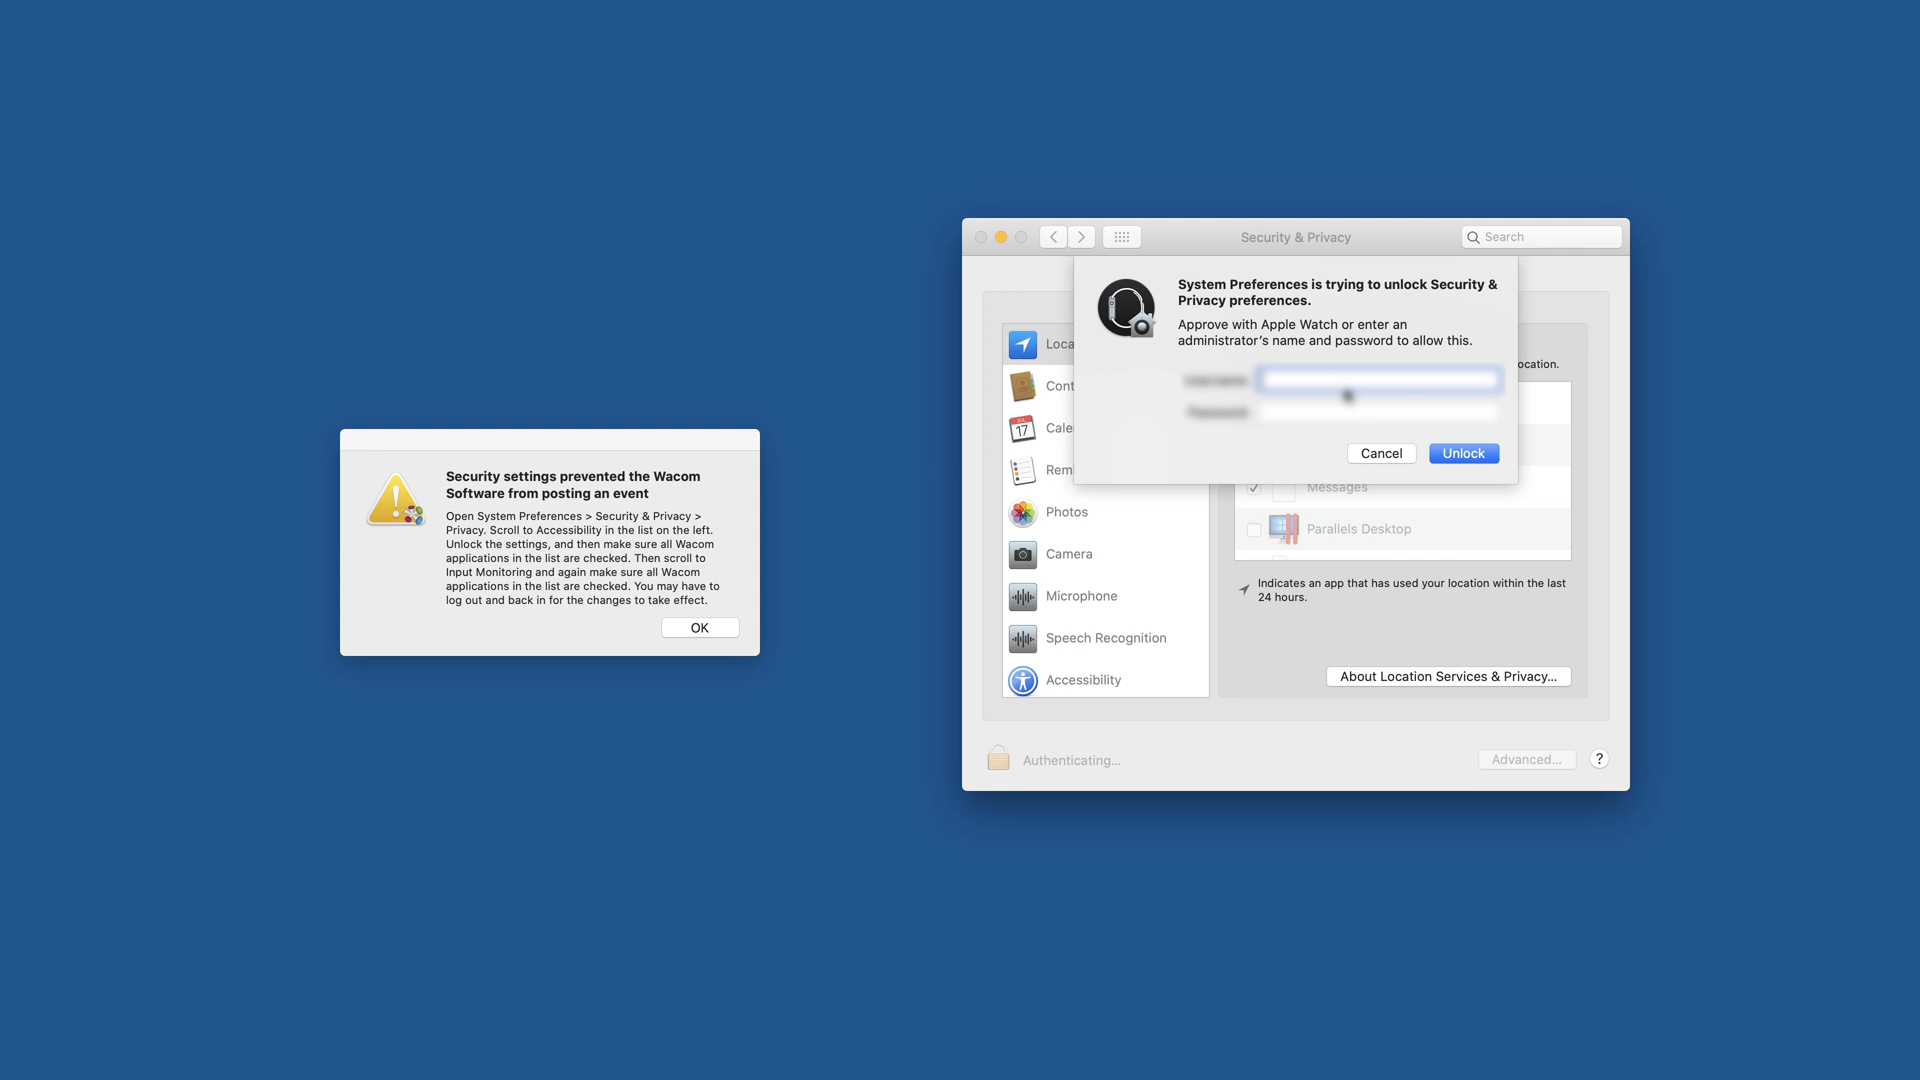 Security settings prevented the Wacom
Software from posting an event
Open System Preferences > Security & Privacy >
Privacy. Scroll to Accessibility in the list on the left.
Unlock the settings, and then make sure all Wacom
applications in the list are checked. Then scroll to
Input Monitoring and again make sure all Wacom
applications in the list are checked. You may have to
log out and back in for the changes to take effect.
OK
Security & Privacy
Search
System Preferences is trying to unlock Security &
Privacy preferences.
Approve with Apple Watch or enter an
administrator's name and password to allow this.
Username
Password
Cancel
Unlock
Loca
Cont
JUL
17
Cale
Rem
Photos
Camera
Microphone
Speech Recognition
Accessibility
ocation.
Messages
Parallels Desktop
Indicates an app that has used your location within the last
24 hours.
About Location Services & Privacy...
Authenticating...
Advanced...
?